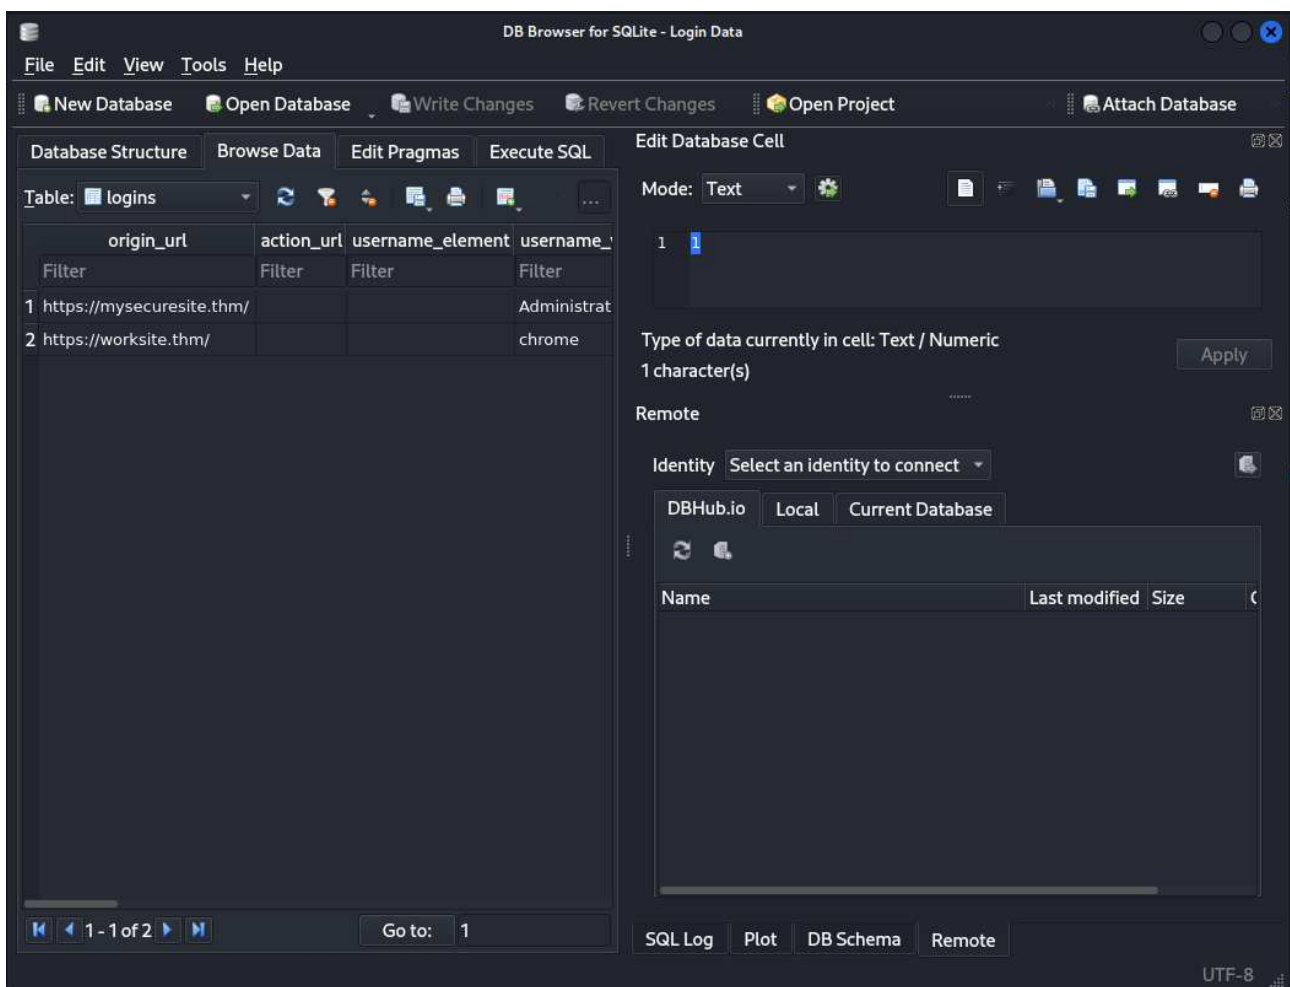 DB Browser for SQLite - Login Data
File Edit View Tools Help
New Database Open Database Write Changes Revert Changes Open Project Attach Database
Database Structure Browse Data Edit Pragmas Execute SQL
Table: logins ...
origin_url action_url username_element username_
Filter Filter Filter Filter
1 https://mysecuresite.thm/ Administrat
2 https://worksite.thm/ chrome
1 - 1 of 2 Go to: 1
Edit Database Cell
Mode: Text
1 1
Type of data currently in cell: Text / Numeric
1 character(s)
Apply
Remote
Identity Select an identity to connect
DBHub.io Local Current Database
Name Last modified Size
SQL Log Plot DB Schema Remote
UTF-8